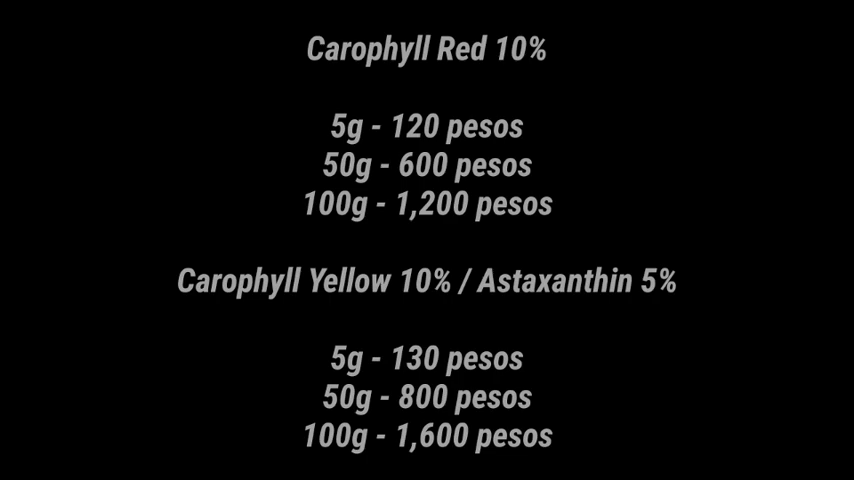 Carophyll Red 10%
5g - 120 pesos
50g - 600 pesos
100g - 1,200 pesos
Carophyll Yellow 10% / Astaxanthin 5%
5g - 130 pesos
50g - 800 pesos
100g - 1,600 pesos